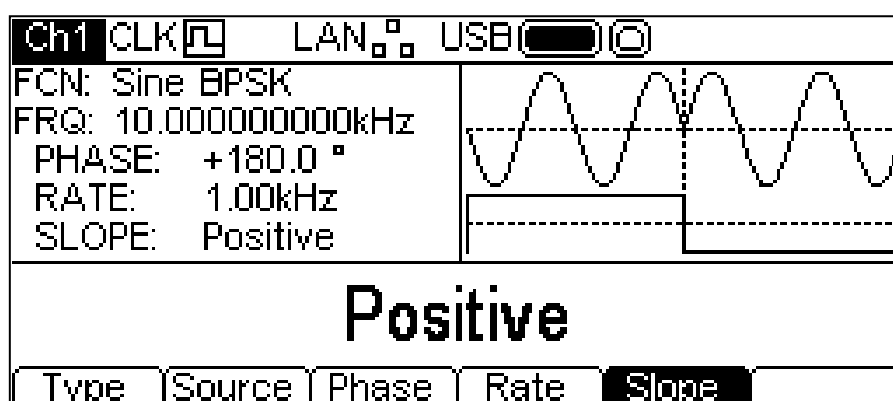 Ch1 CLK LAN USB
FCN: Sine BPSK
FRQ: 10.000000000kHz
PHASE: +180.0 °
RATE: 1.00kHz
SLOPE: Positive
Positive
Type Source Phase Rate Slope